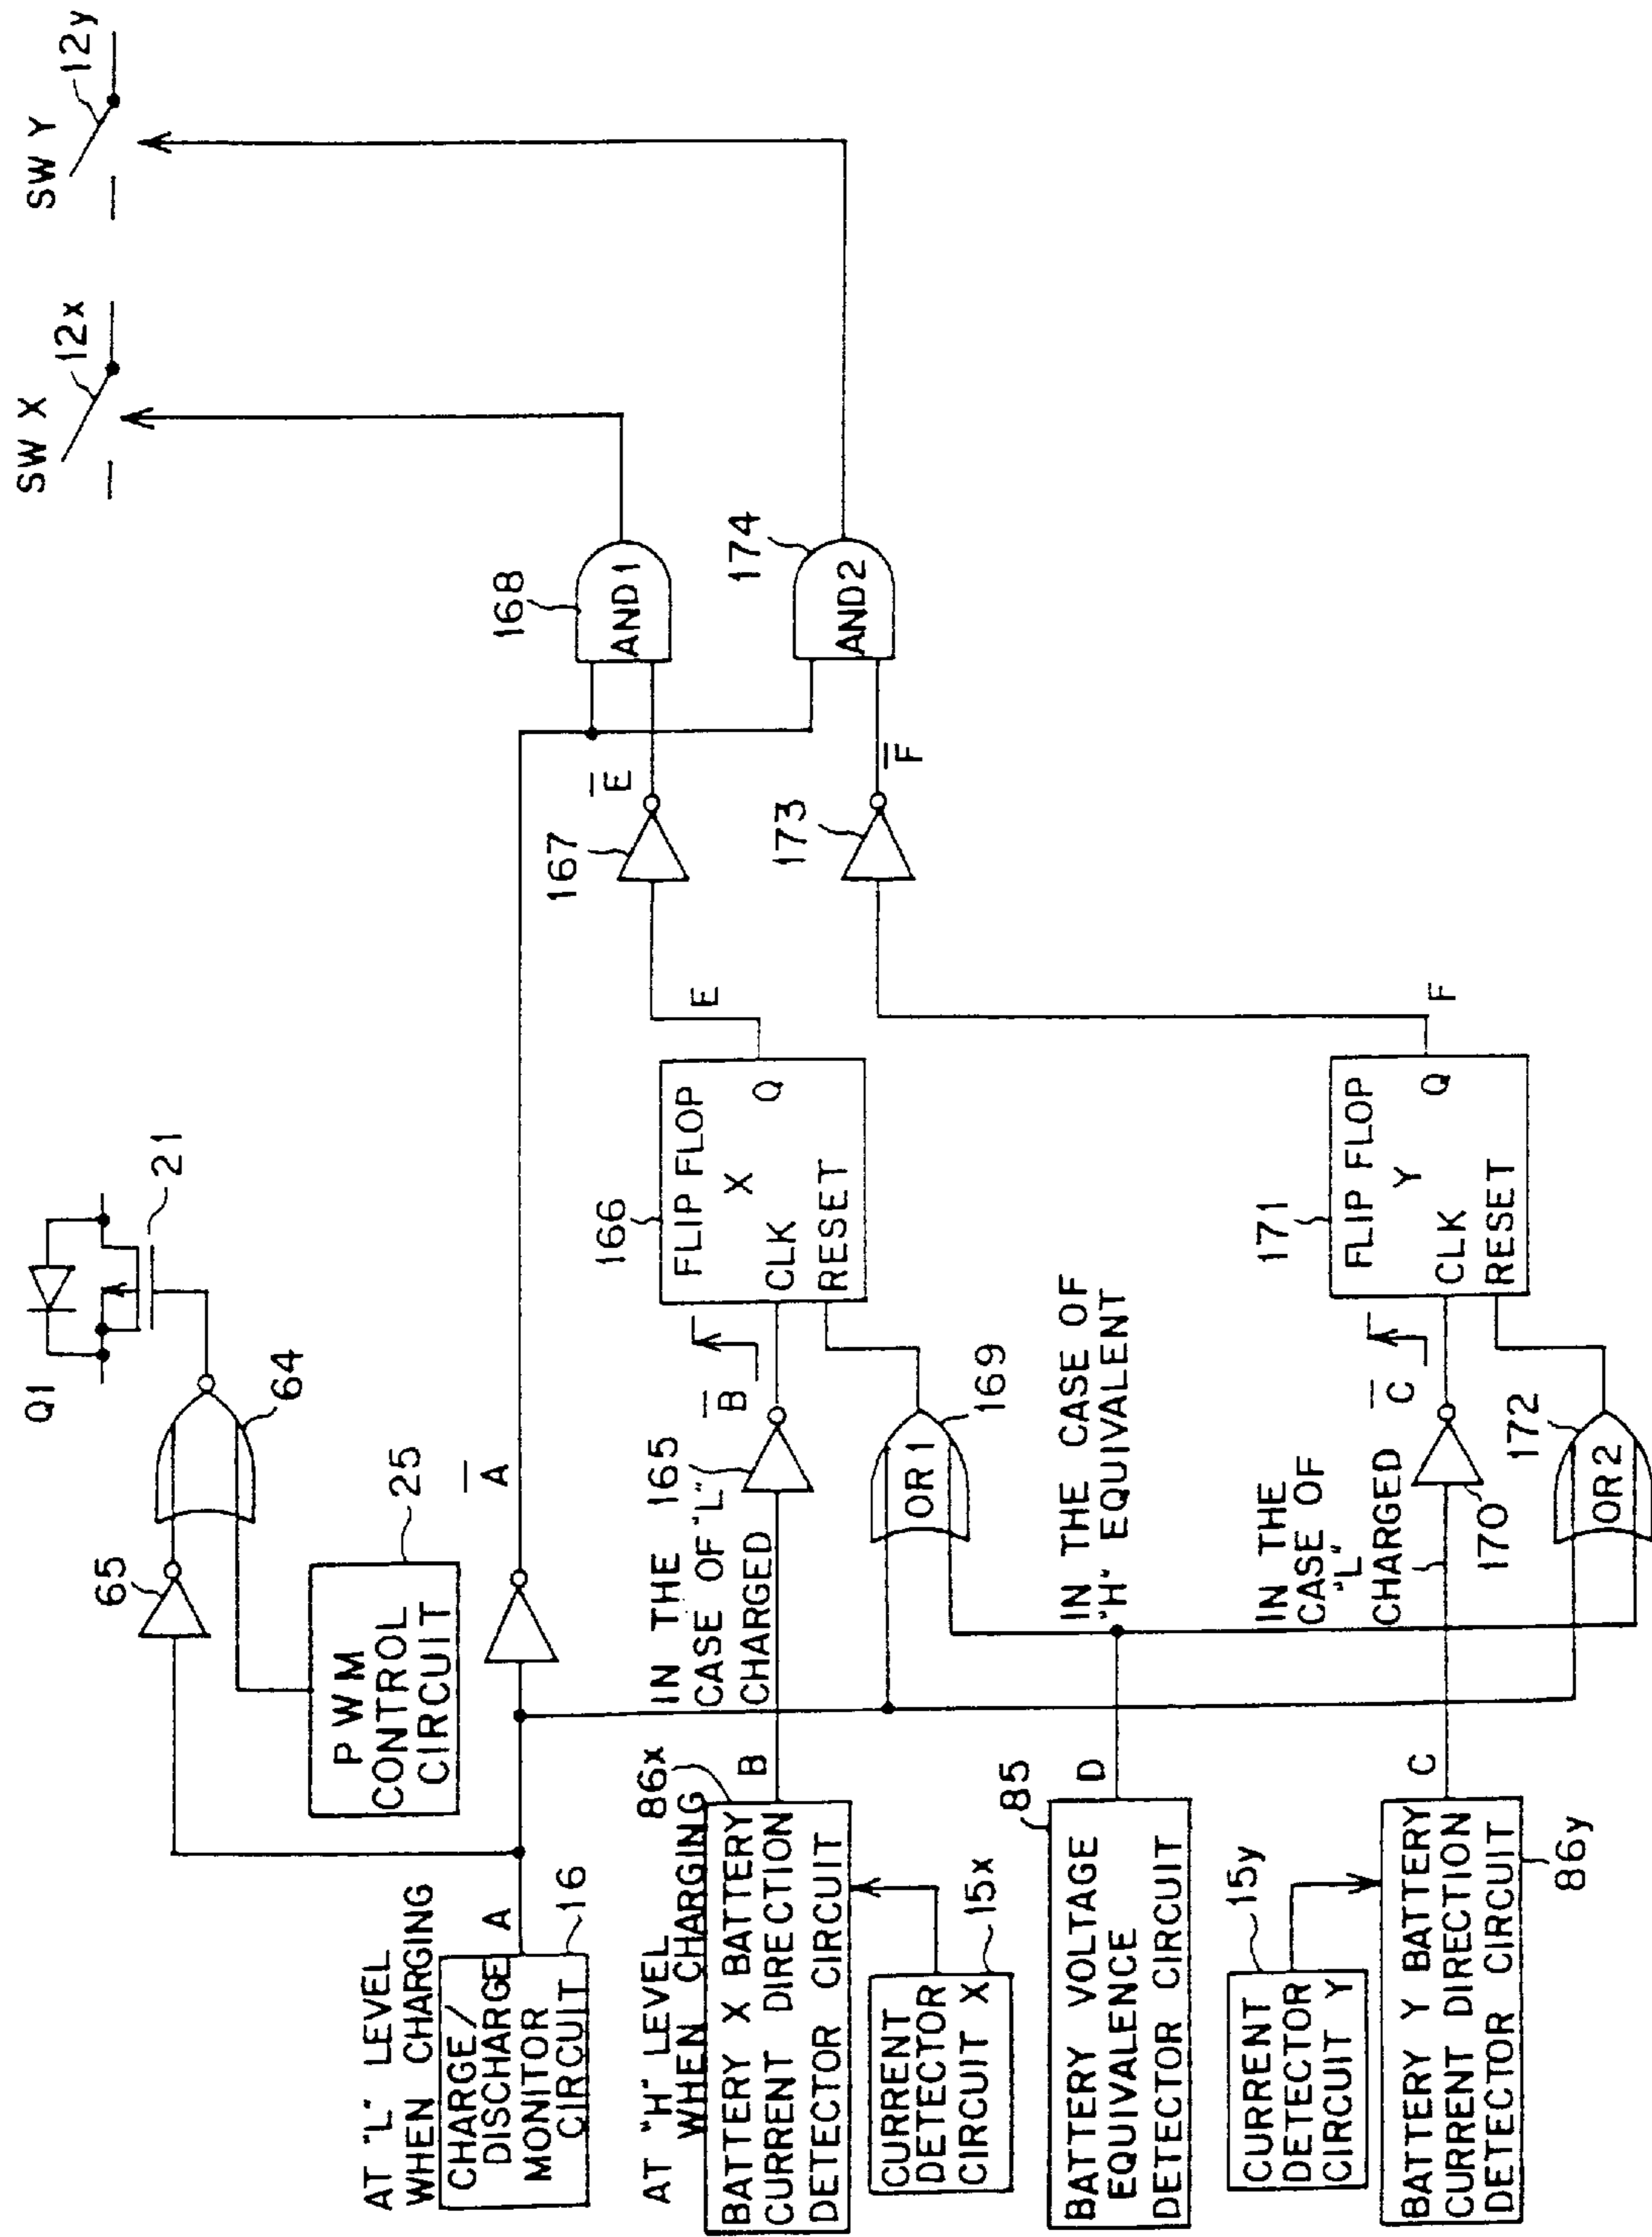 SW X
12x
SW Y
12y
Q1
21
64
65
PWM
CONTROL
CIRCUIT
25
AT "L" LEVEL
WHEN CHARGING
CHARGE/
DISCHARGE
MONITOR
CIRCUIT
16
A
A
168
AND1
174
AND2
E
167
E
F
173
F
AT "H" LEVEL
WHEN CHARGING
86x
BATTERY X BATTERY
CURRENT DIRECTION
DETECTOR CIRCUIT
B
IN THE
CASE OF "L"
CHARGED
165
B
166
FLIP FLOP
X
Q
CLK
RESET
CURRENT
DETECTOR
CIRCUIT X
15x
OR1
169
85
BATTERY VOLTAGE
EQUIVALENCE
DETECTOR CIRCUIT
D
IN THE CASE OF
"H" EQUIVALENT
CURRENT
DETECTOR
CIRCUIT Y
15y
BATTERY Y BATTERY
CURRENT DIRECTION
DETECTOR CIRCUIT
86y
C
IN THE
CASE OF
"L"
CHARGED
170
C
171
FLIP FLOP
Y
Q
CLK
RESET
172
OR2